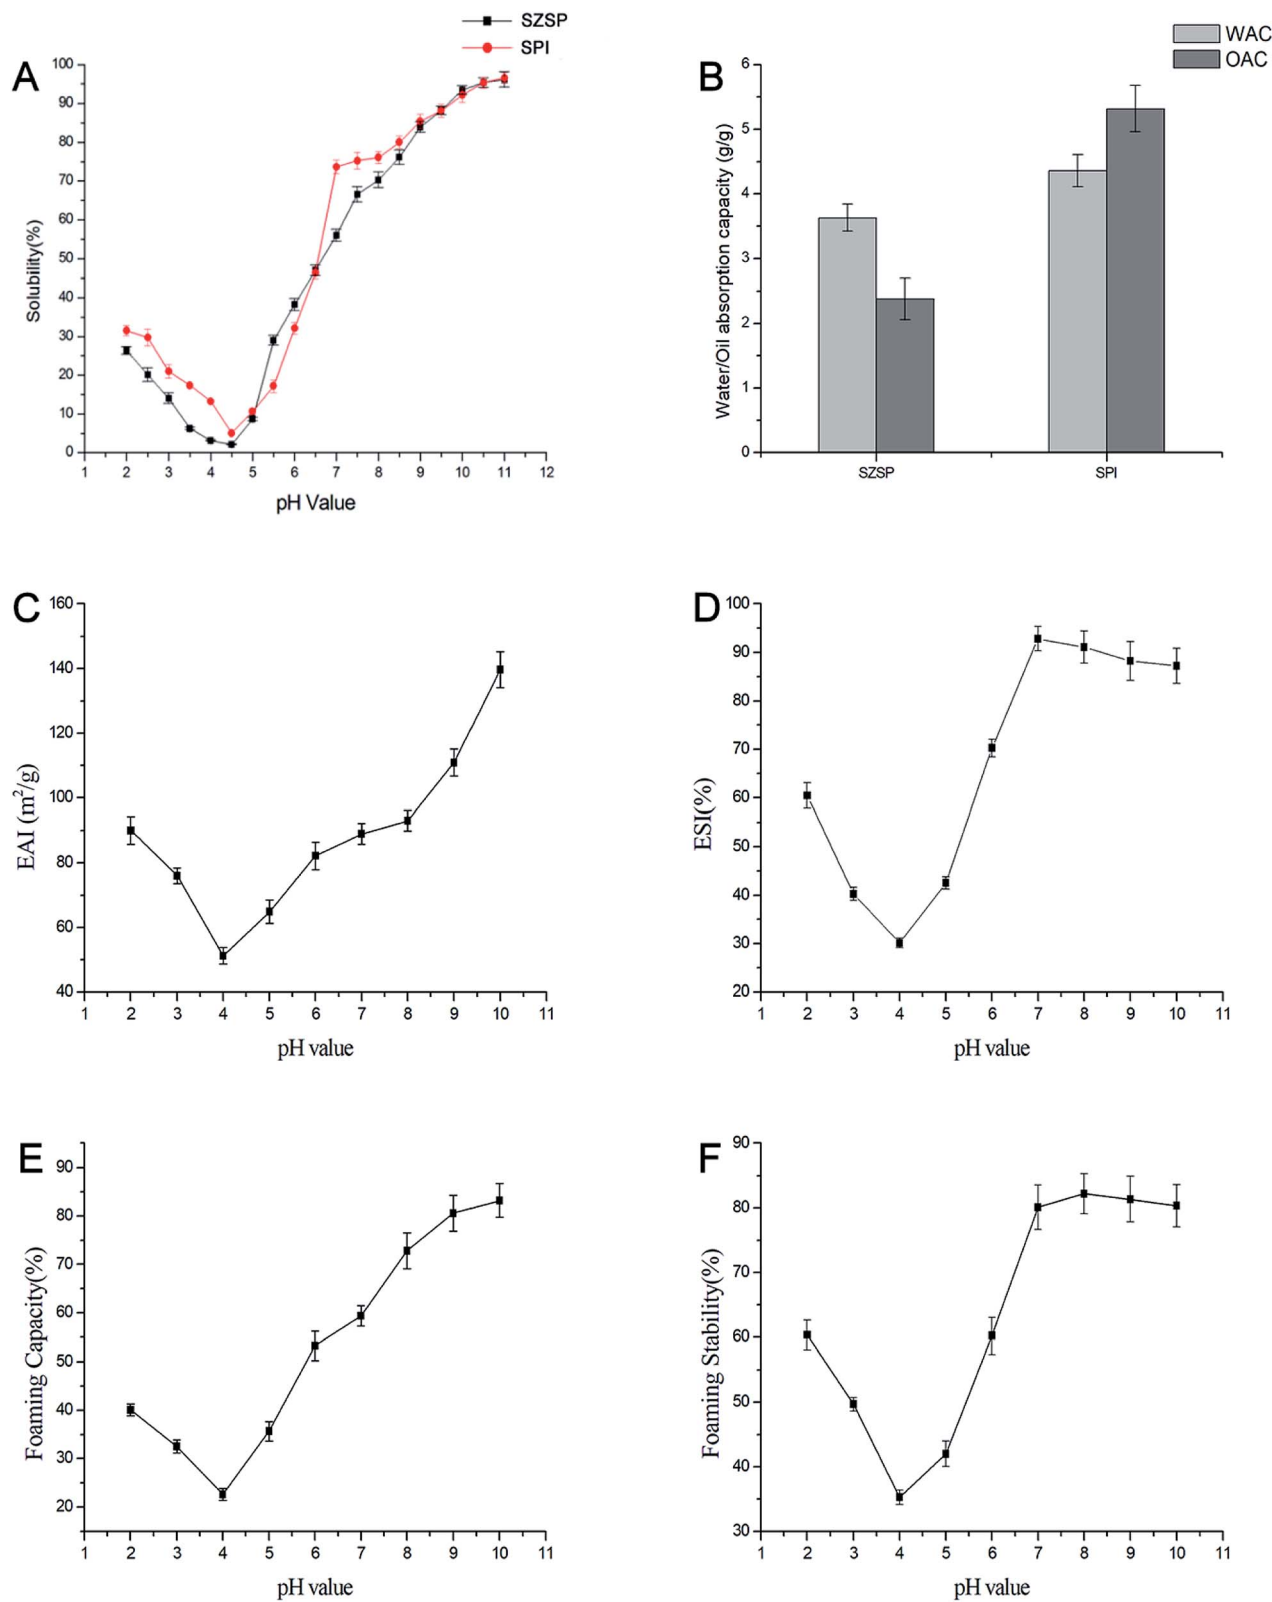 SZSP
SPI
A
100
90
80
70
60
50
40
30
20
10
0
Solubility(%)
1 2 3 4 5 6 7 8 9 10 11 12
pH Value
WAC
OAC
B
6
5
4
3
2
1
0
Water/Oil absorption capacity (g/g)
SZSP SPI
C
160
140
120
100
80
60
40
EAI (m²/g)
1 2 3 4 5 6 7 8 9 10 11
pH value
D
100
90
80
70
60
50
40
30
20
ESI(%)
1 2 3 4 5 6 7 8 9 10 11
pH value
E
90
80
70
60
50
40
30
20
Foaming Capacity(%)
1 2 3 4 5 6 7 8 9 10 11
pH value
F
90
80
70
60
50
40
30
Foaming Stability(%)
1 2 3 4 5 6 7 8 9 10 11
pH value